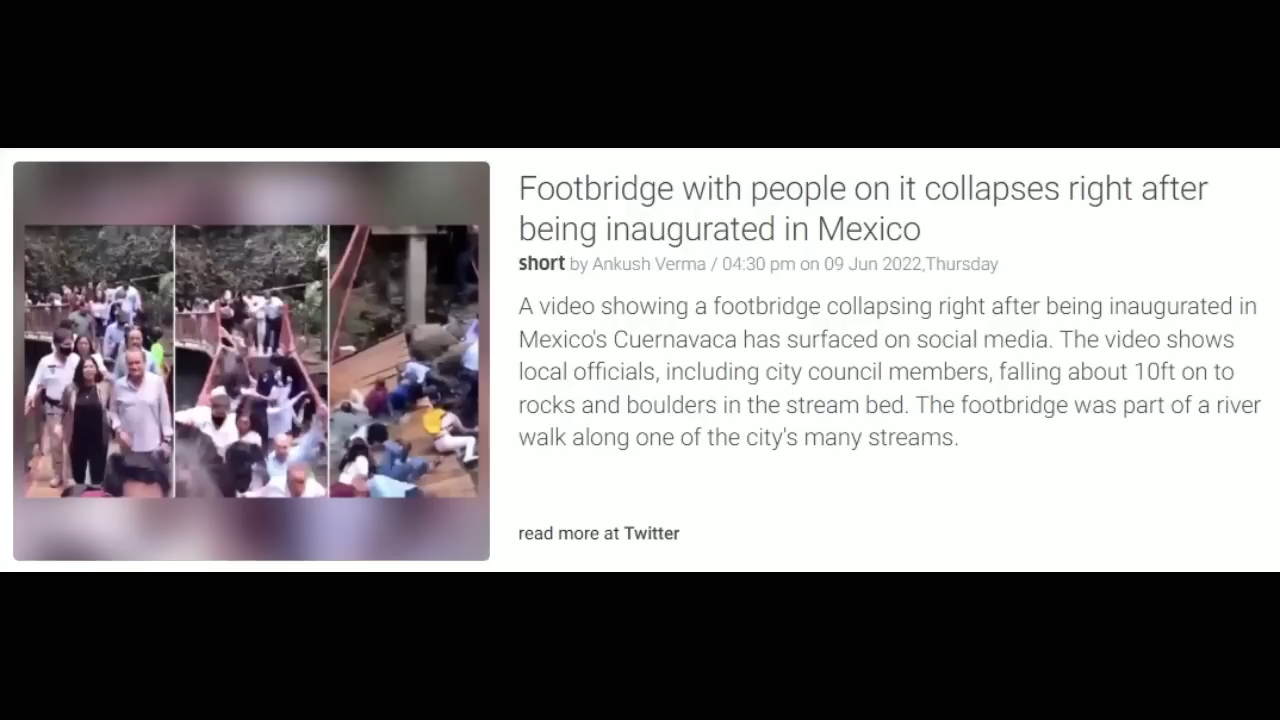 Footbridge with people on it collapses right after
being inaugurated in Mexico
short by Ankush Verma / 04:30 pm on 09 Jun 2022,Thursday
A video showing a footbridge collapsing right after being inaugurated in
Mexico's Cuernavaca has surfaced on social media. The video shows
local officials, including city council members, falling about 10ft on to
rocks and boulders in the stream bed. The footbridge was part of a river
walk along one of the city's many streams.
read more at Twitter